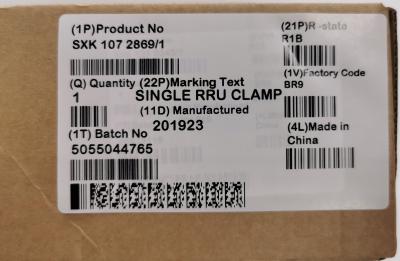 (1P)Product No
SXK 107 2869/1
(21P)R-state
R1B
(Q) Quantity
1
(22P)Marking Text
SINGLE RRU CLAMP
(1V)Factory Code
BR9
(11D) Manufactured
201923
(1T) Batch No
5055044765
(4L)Made in
China